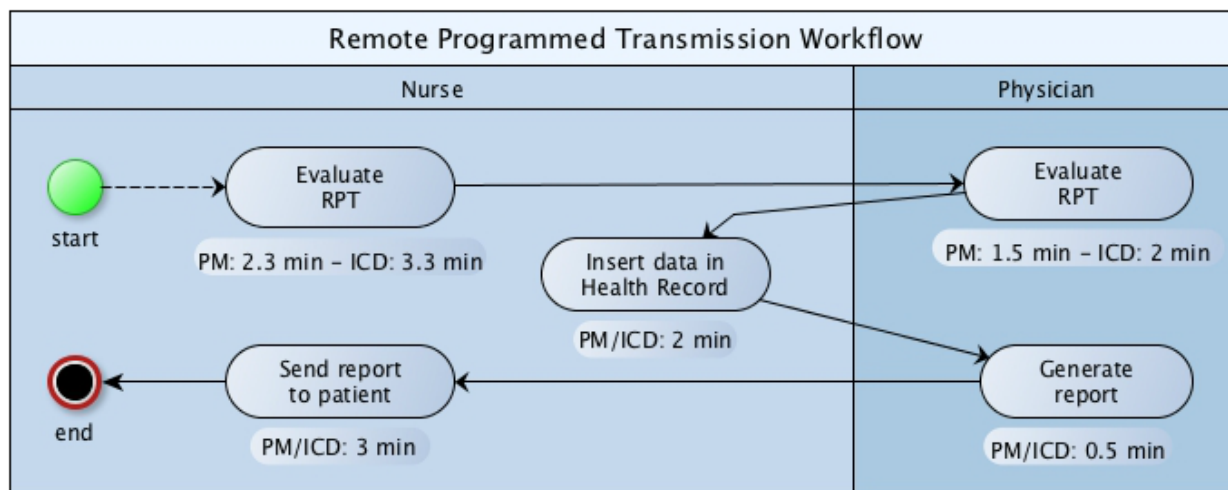 Remote Programmed Transmission Workflow
Nurse
Physician
start
Evaluate
RPT
PM: 2.3 min – ICD: 3.3 min
Evaluate
RPT
PM: 1.5 min – ICD: 2 min
Insert data in
Health Record
PM/ICD: 2 min
Generate
report
PM/ICD: 0.5 min
Send report
to patient
PM/ICD: 3 min
end